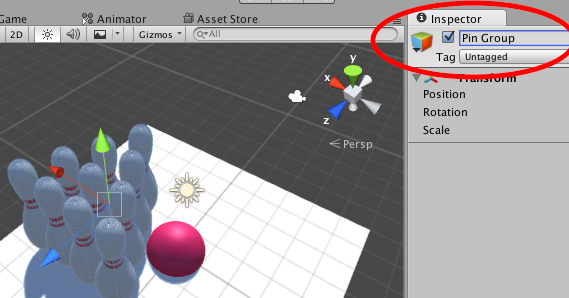 Game
Animator
Asset Store
Inspector
2D
Gizmos
All
Pin Group
Tag Untagged
Transform
Position
Rotation
Scale
y
x
z
Persp